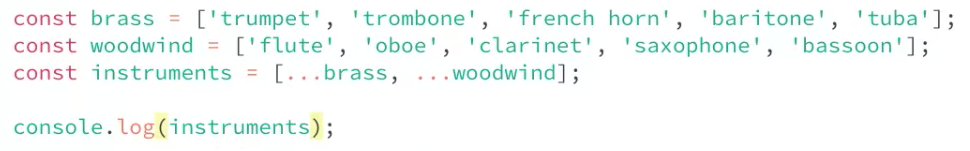 const brass = ['trumpet', 'trombone', 'french horn', 'baritone', 'tuba'];
const woodwind = ['flute', 'oboe', 'clarinet', 'saxophone', 'bassoon'];
const instruments = [...brass, ...woodwind];
console.log(instruments);